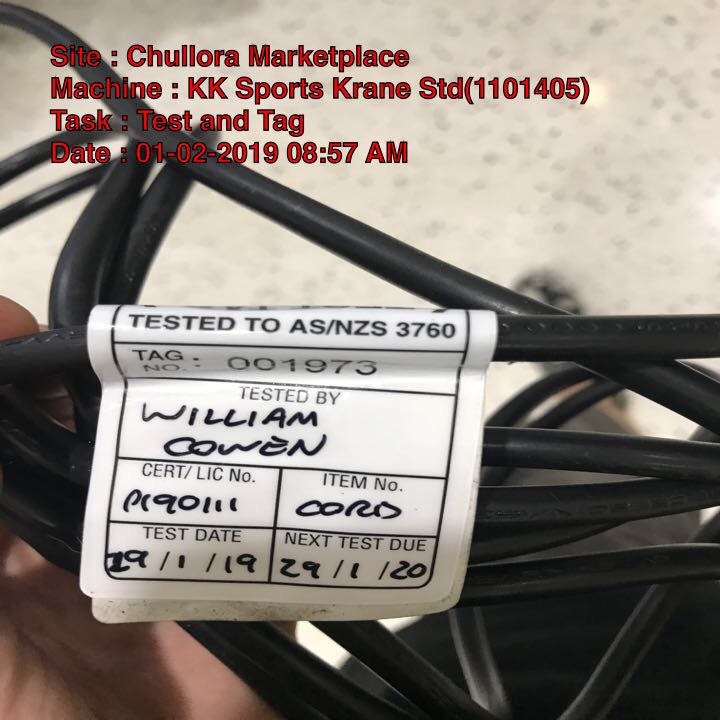 Site : Chullora Marketplace
Machine : KK Sports Krane Std(1101405)
Task : Test and Tag
Date : 01-02-2019 08:57 AM
TESTED TO AS/NZS 3760
TAG NO. : 001973
TESTED BY
WILLIAM
COWEN
CERT/ LIC No. ITEM No.
P190111 CORD
TEST DATE NEXT TEST DUE
29/1/19 29/1/20